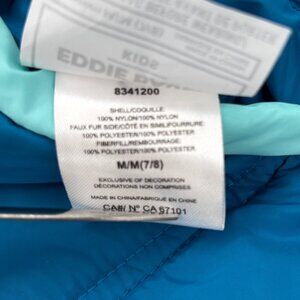 KIDS
EDDIE
8341200
SHELL/COQUILLE:
100% NYLON/100% NYLON
FAUX FUR SIDE/CÔTÉ EN SIMILIFOURRURE:
100% POLYESTER/100% POLYESTER
FIBERFILL/REMBOURRAGE:
100% POLYESTER/100% POLYESTER
M/M(7/8)
EXCLUSIVE OF DECORATION
DÉCORATIONS NON COMPRISES
MADE IN CHINA/FABRIQUÉ EN CHINE
CA/Nº CA 57101